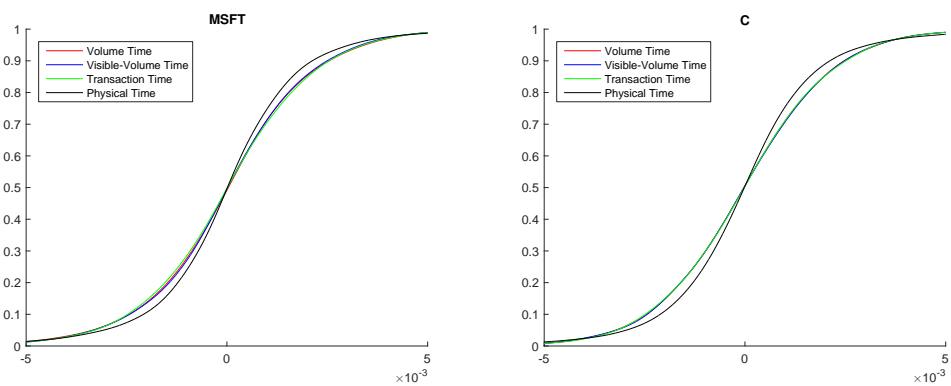 MSFT
1
0.9
0.8
0.7
0.6
0.5
0.4
0.3
0.2
0.1
0
Volume Time
Visible-Volume Time
Transaction Time
Physical Time
-5 0 5
×10⁻³
C
1
0.9
0.8
0.7
0.6
0.5
0.4
0.3
0.2
0.1
0
Volume Time
Visible-Volume Time
Transaction Time
Physical Time
-5 0 5
×10⁻³